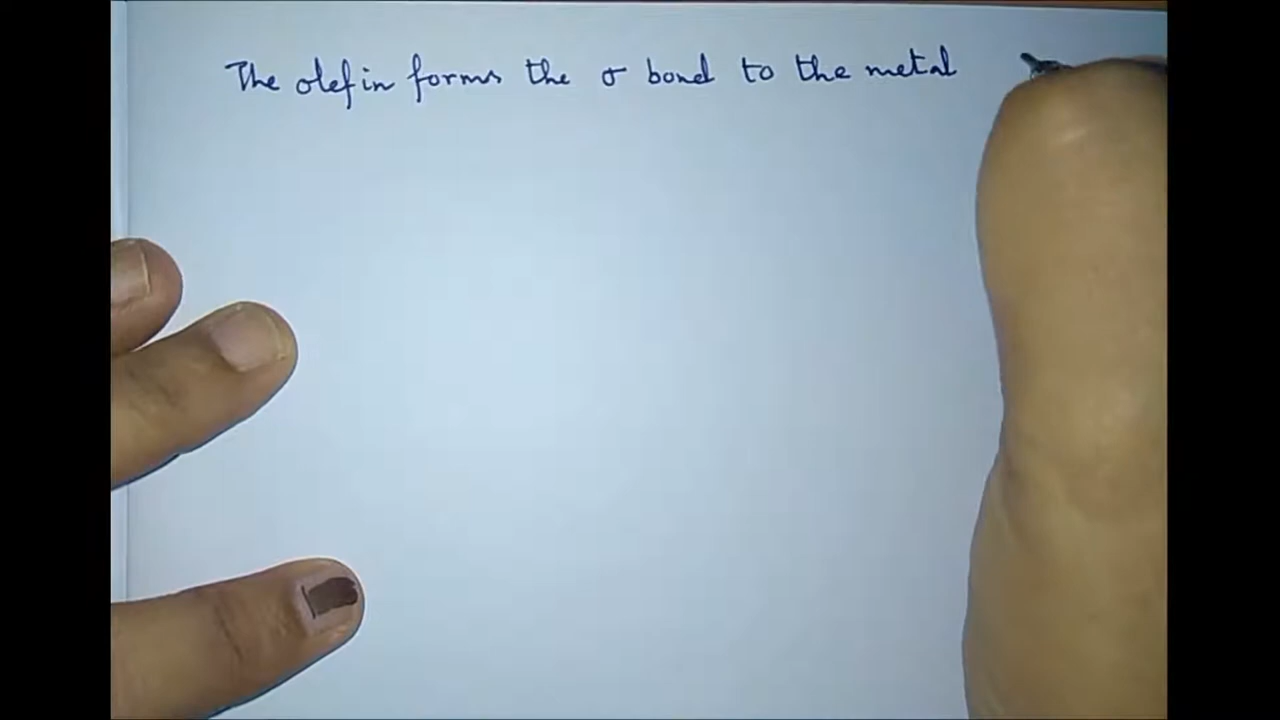 The olefin forms the σ bond to the metal